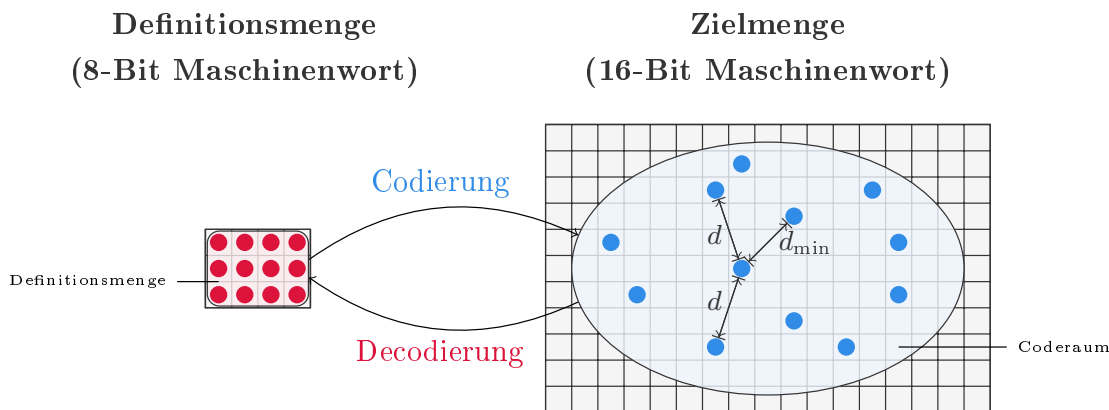 Definitionsmenge
(8-Bit Maschinenwort)
Zielmenge
(16-Bit Maschinenwort)
Codierung
d
d_min
Definitionsmenge
d
Decodierung
Coderaum